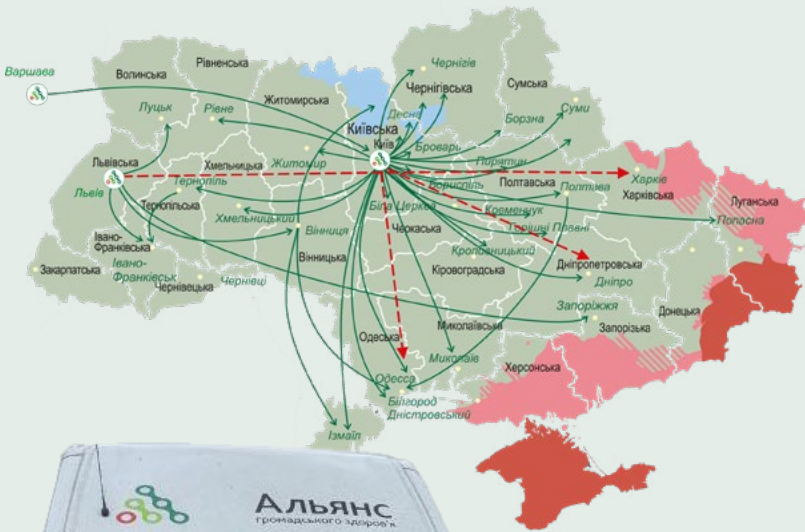 Варшава
Волинська
Рівненська
Луцьк
Рівне
Житомирська
Житомир
Львівська
Львів
Хмельницька
Тернопіль
Тернопільська
Хмельницький
Івано-
Франківська
Івано-
Франківськ
Закарпатська
Чернівецька
Чернівці
Вінниця
Вінницька
Київська
Київ
Чернігів
Чернігівська
Десна
Бровари
Сумська
Суми
Борзна
Пирятин
Бориспіль
Біла Церква
Черкаська
Полтавська
Полтава
Кременчук
Горішні Плавні
Кропивницький
Кіровоградська
Харків
Харківська
Луганська
Попасна
Дніпропетровська
Дніпро
Донецька
Запоріжжя
Запорізька
Миколаївська
Миколаїв
Одеська
Одесса
Білгород
Дністровський
Ізмаїл
Херсонська
Альянс
громадського здоров'я